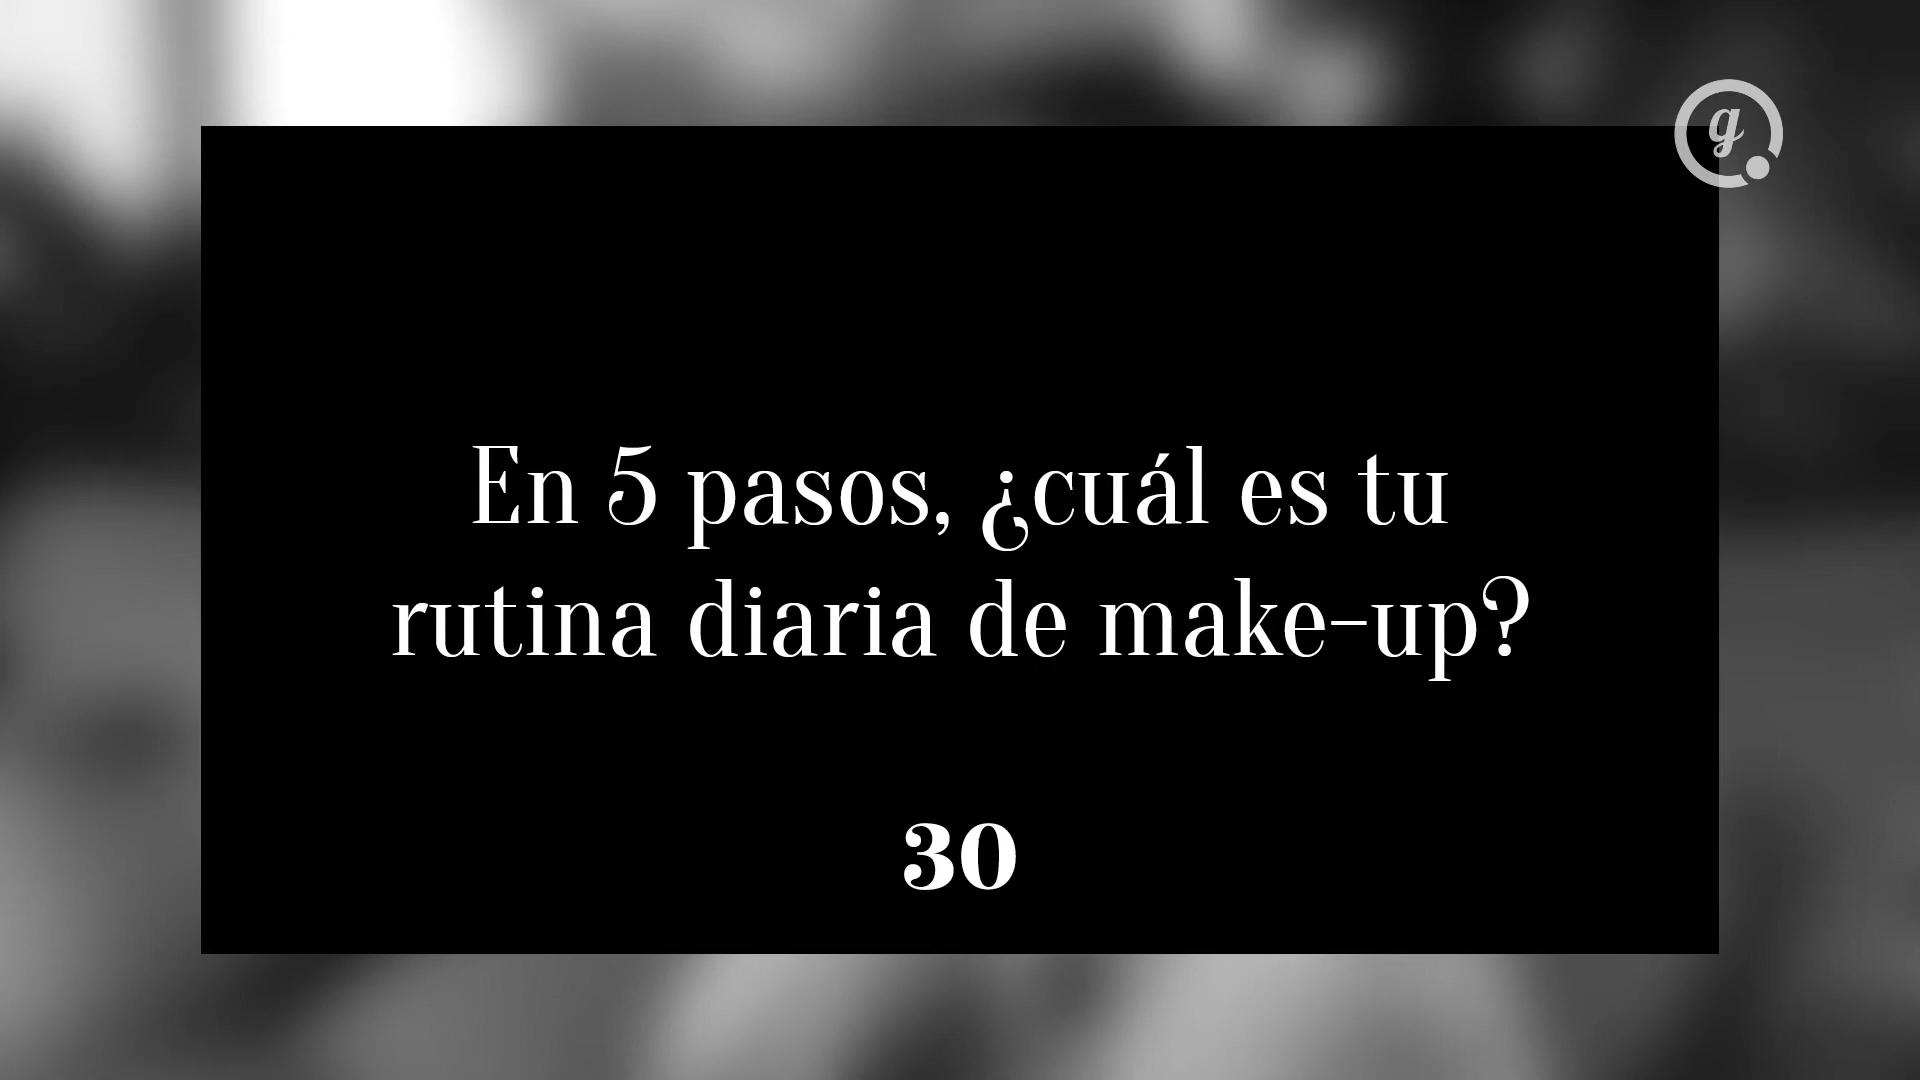 g
En 5 pasos, ¿cuál es tu
rutina diaria de make-up?
30